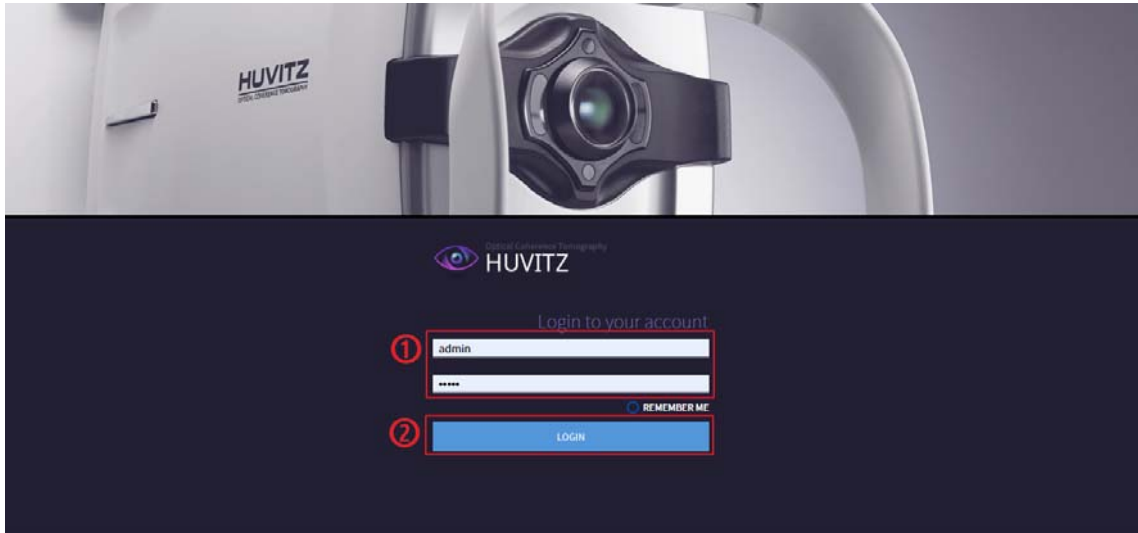 HUVITZ
OPTICAL COHERENCE TOMOGRAPHY
Optical Coherence Tomography
HUVITZ
Login to your account
① admin
•••••
REMEMBER ME
② LOGIN